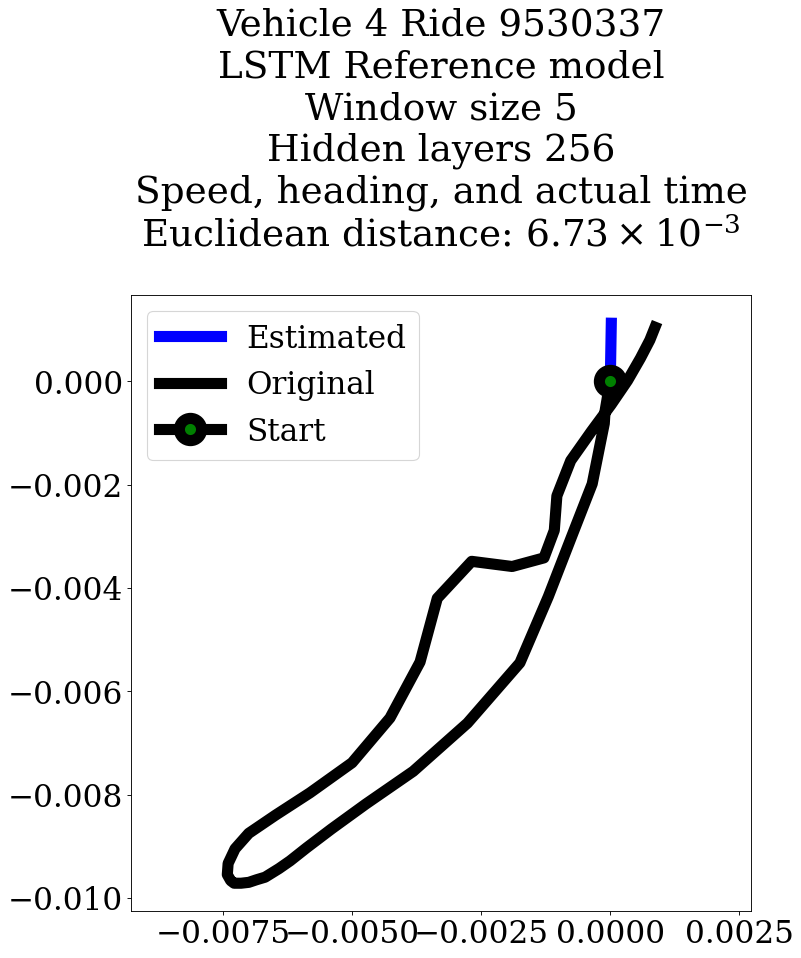 Vehicle 4 Ride 9530337
LSTM Reference model
Window size 5
Hidden layers 256
Speed, heading, and actual time
Euclidean distance: 6.73 × 10⁻³
Estimated
Original
Start
0.000
−0.002
−0.004
−0.006
−0.008
−0.010
−0.0075 −0.0050 −0.0025 0.0000 0.0025